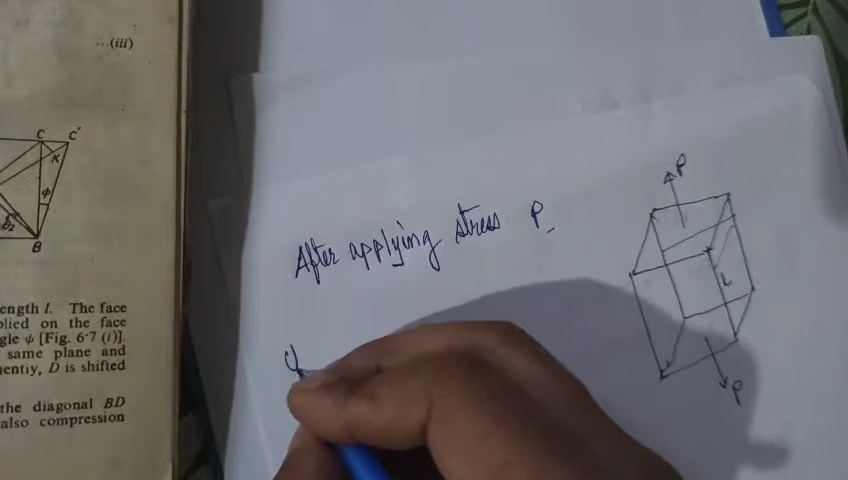 ...(iii)
C C'
K
φ
b₂
B
ength l. The face
plied on the face
gle φ [Fig. 6·7 (i)].
same plane and
ently, D is shifted
the diagonal BD
also compression
After applying stress P
P
L
P